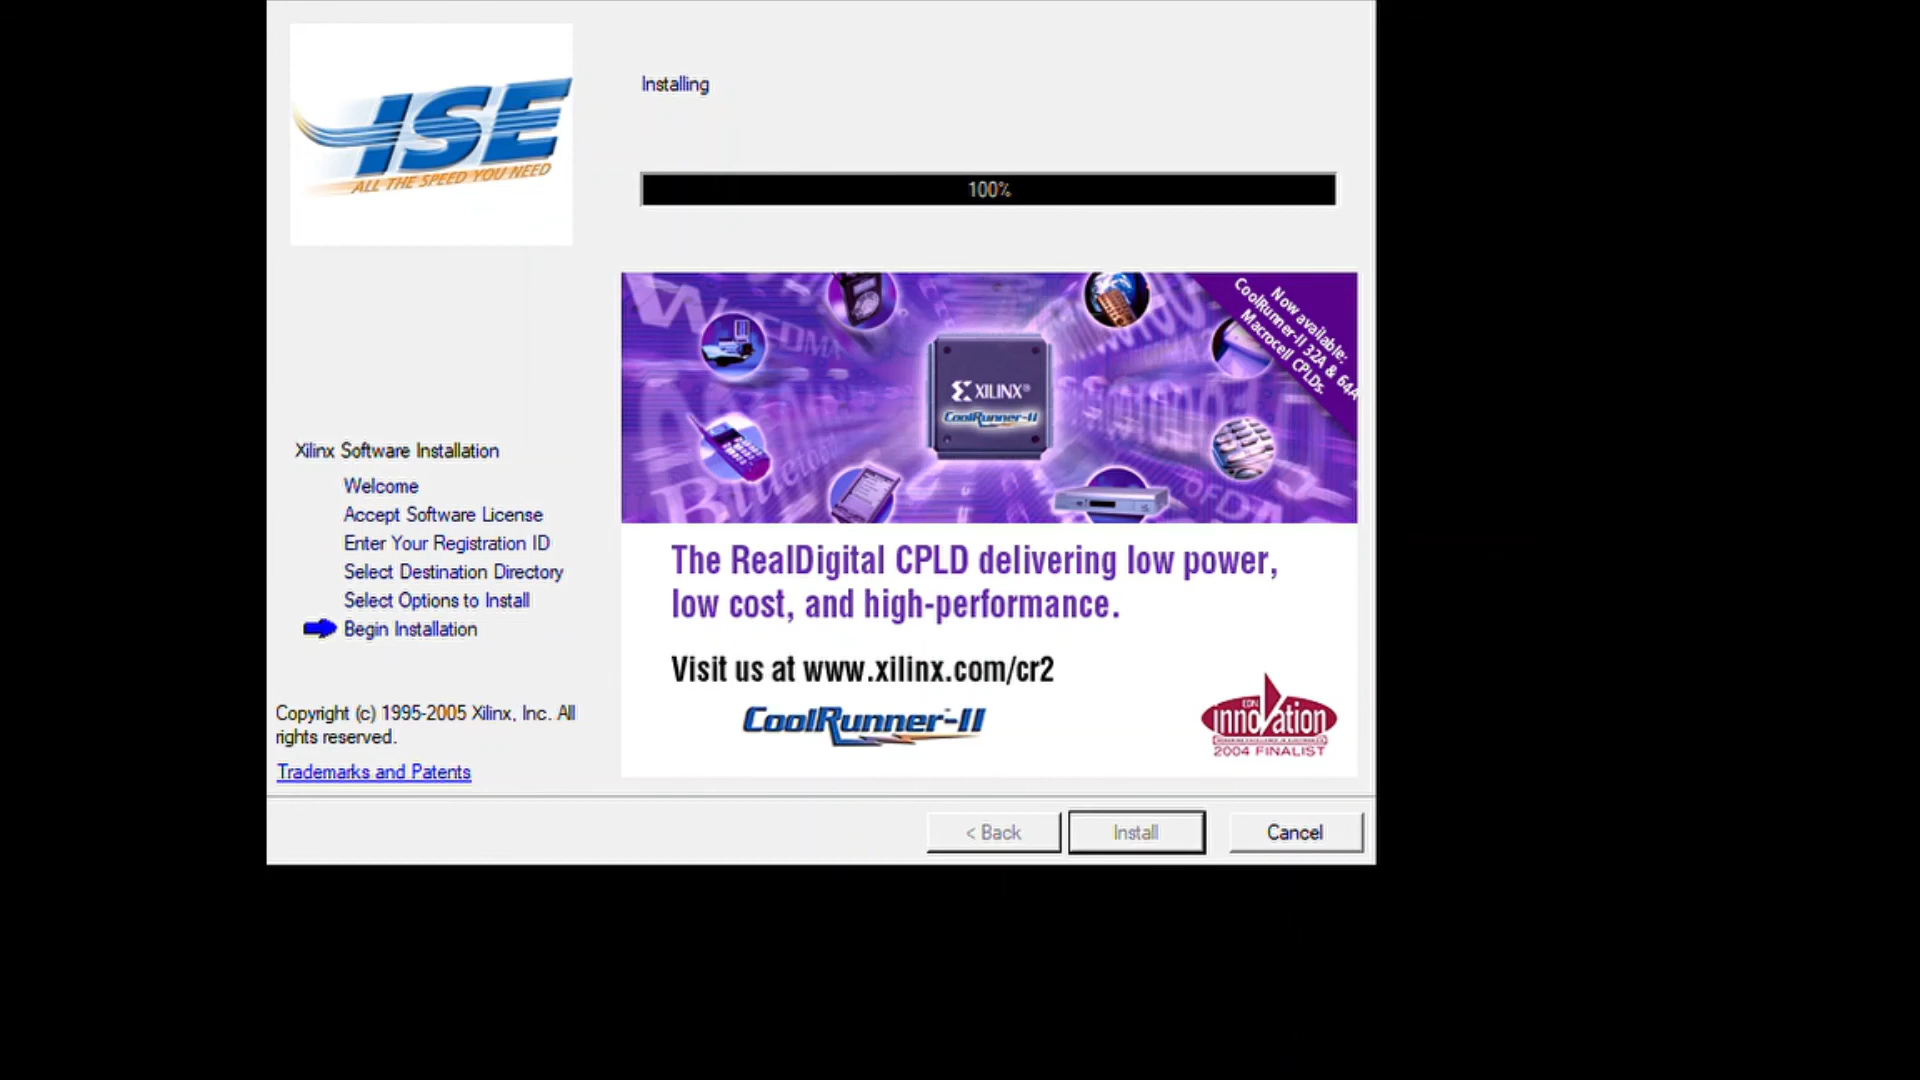 ISE
ALL THE SPEED YOU NEED
Installing
100%
Now available:
CoolRunner-II 32A & 64A
Macrocell CPLDs.
XILINX®
CoolRunner-II
The RealDigital CPLD delivering low power,
low cost, and high-performance.
Visit us at www.xilinx.com/cr2
CoolRunner-II
EDN
innovation
2004 FINALIST
Xilinx Software Installation
Welcome
Accept Software License
Enter Your Registration ID
Select Destination Directory
Select Options to Install
Begin Installation
Copyright (c) 1995-2005 Xilinx, Inc. All
rights reserved.
Trademarks and Patents
< Back
Install
Cancel